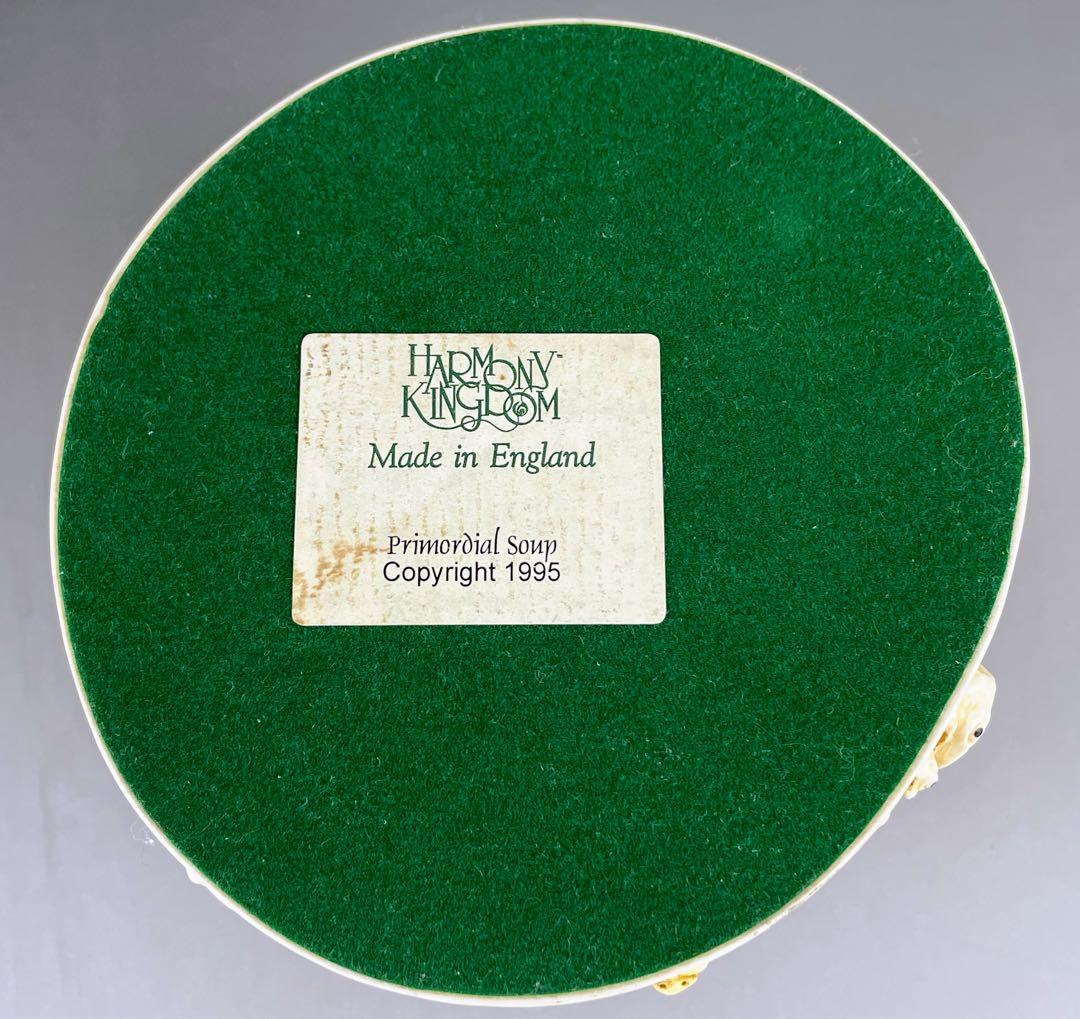 HARMONY™
KINGDOM
Made in England
Primordial Soup
Copyright 1995